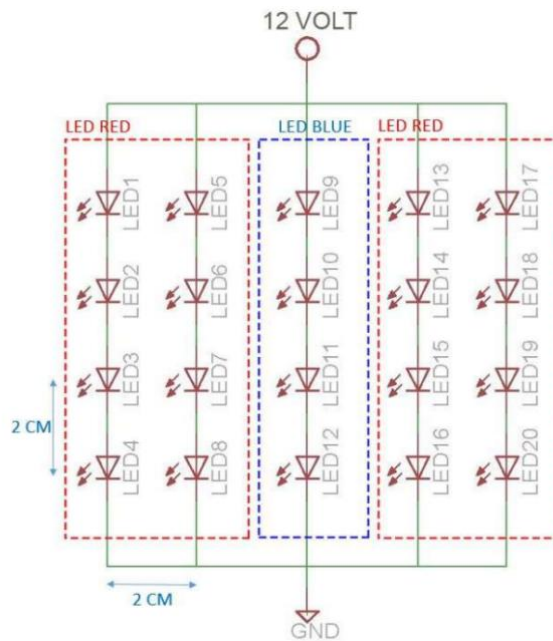 12 VOLT
LED RED
LED BLUE
LED RED
LED1
LED5
LED9
LED13
LED17
LED2
LED6
LED10
LED14
LED18
LED3
LED7
LED11
LED15
LED19
2 CM
LED4
LED8
LED12
LED16
LED20
2 CM
GND